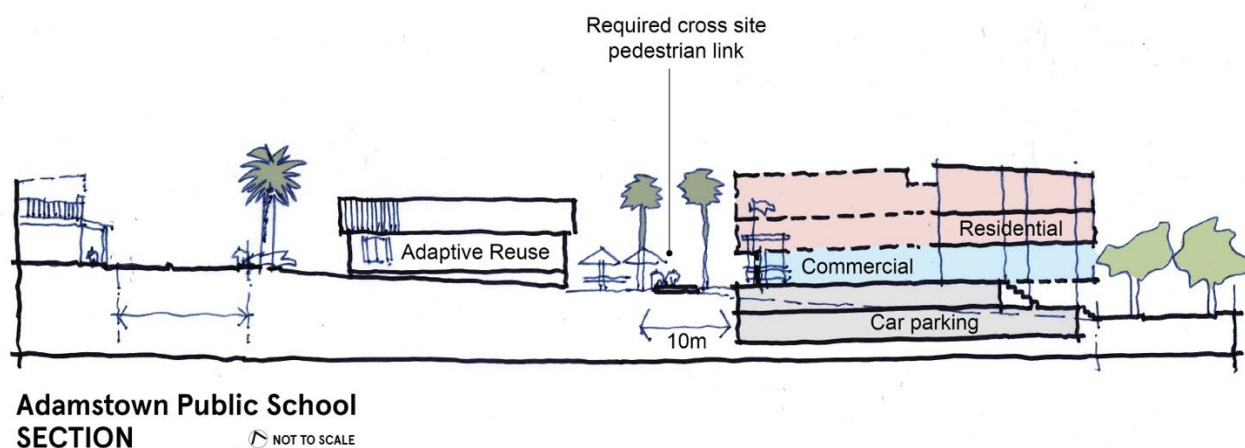 Required cross site
pedestrian link
Residential
Adaptive Reuse
Commercial
Car parking
10m
Adamstown Public School
SECTION
NOT TO SCALE